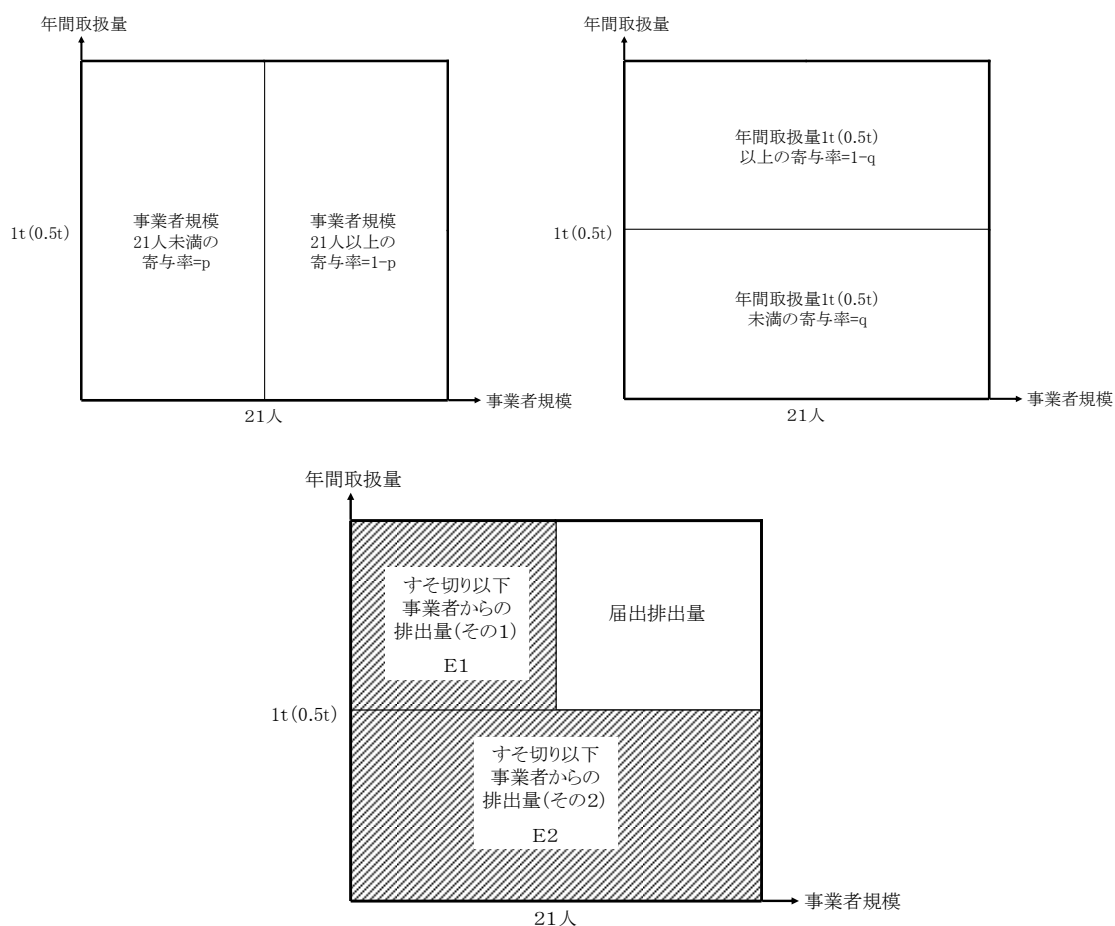 年間取扱量
1t(0.5t)
事業者規模
21人未満の
寄与率=p
事業者規模
21人以上の
寄与率=1-p
事業者規模
21人
年間取扱量
年間取扱量1t(0.5t)
以上の寄与率=1-q
1t(0.5t)
年間取扱量1t(0.5t)
未満の寄与率=q
事業者規模
21人
年間取扱量
すそ切り以下
事業者からの
排出量(その1)
E1
届出排出量
1t(0.5t)
すそ切り以下
事業者からの
排出量(その2)
E2
事業者規模
21人